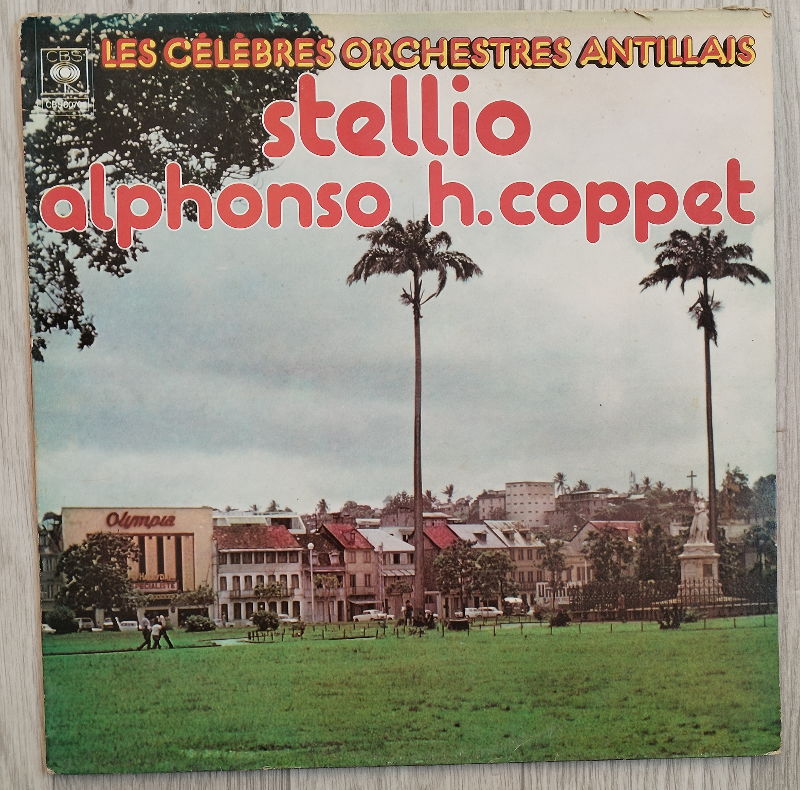 LES CÉLÈBRES ORCHESTRES ANTILLAIS
CBS
stellio
alphonso h.coppet
Olympia